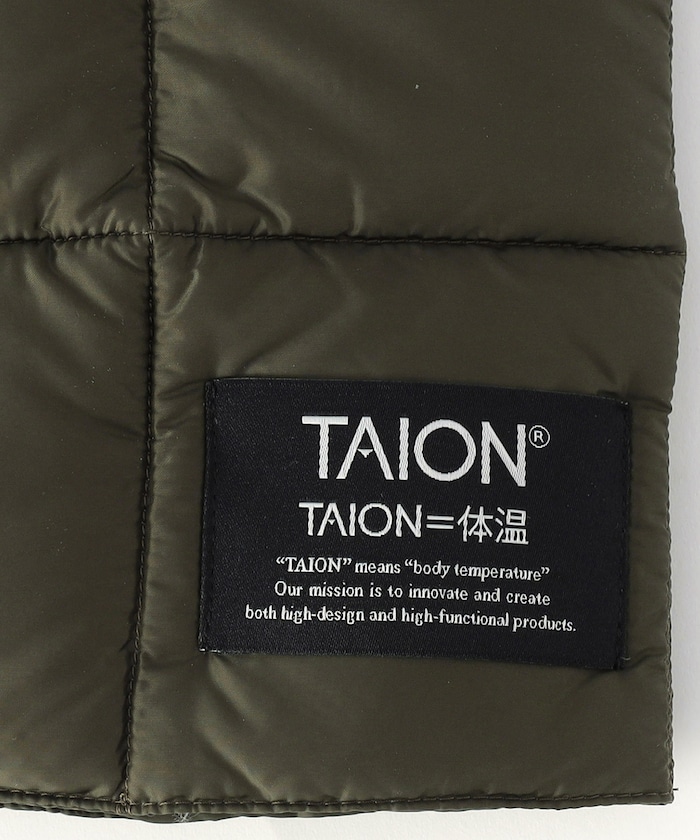 TAION®
TAION=体温
“TAION” means “body temperature”
Our mission is to innovate and create
both high-design and high-functional products.